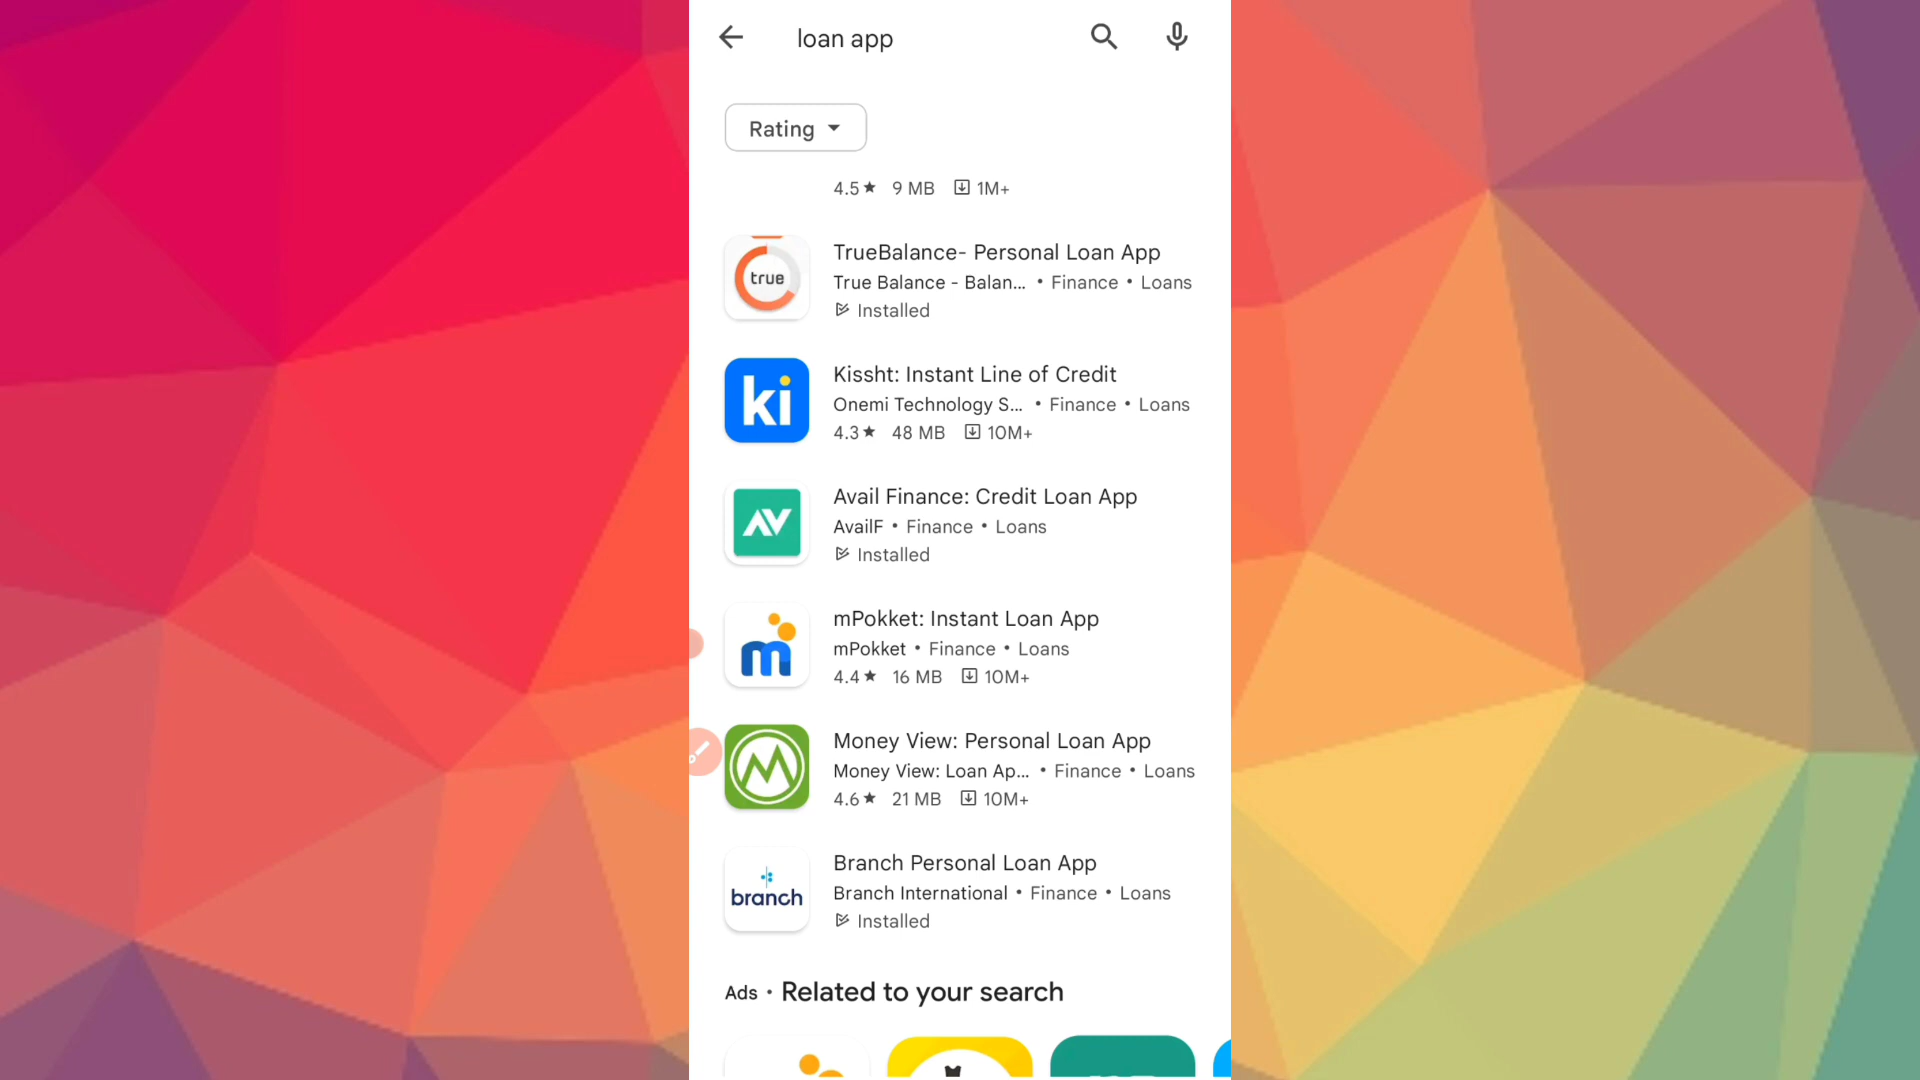 loan app
Rating
4.5★ 9 MB 1M+
true
TrueBalance- Personal Loan App
True Balance - Balan... • Finance • Loans
Installed
ki
Kissht: Instant Line of Credit
Onemi Technology S... • Finance • Loans
4.3★ 48 MB 10M+
AV
Avail Finance: Credit Loan App
AvailF • Finance • Loans
Installed
m
mPokket: Instant Loan App
mPokket • Finance • Loans
4.4★ 16 MB 10M+
M
Money View: Personal Loan App
Money View: Loan Ap... • Finance • Loans
4.6★ 21 MB 10M+
branch
Branch Personal Loan App
Branch International • Finance • Loans
Installed
Ads • Related to your search